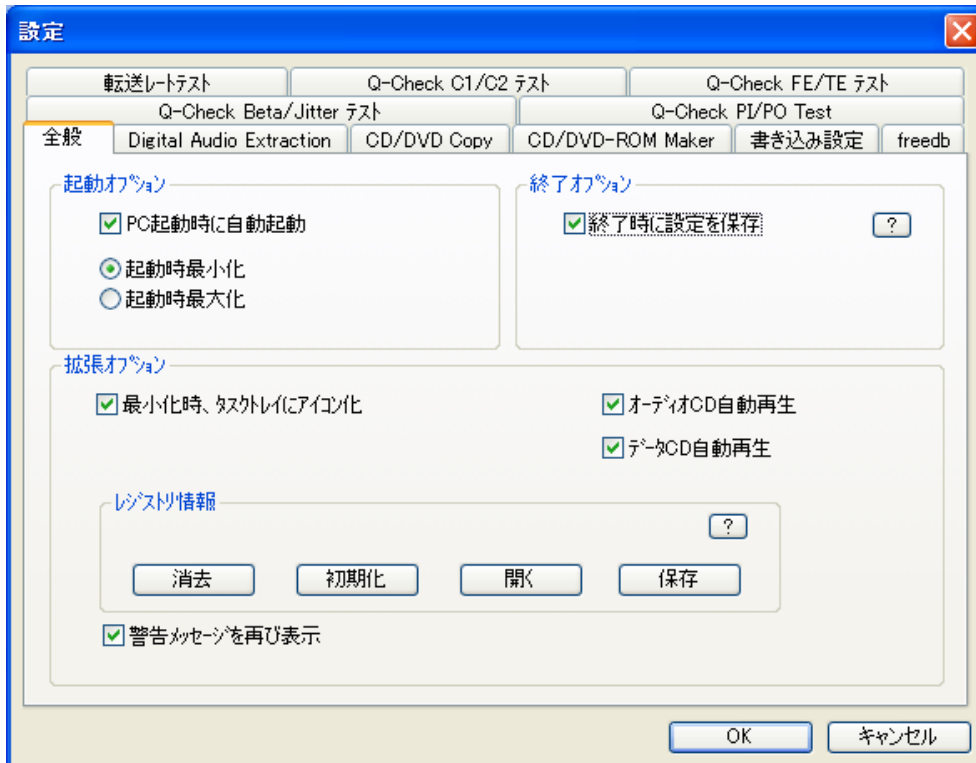 設定
転送レートテスト Q-Check C1/C2 テスト Q-Check FE/TE テスト
Q-Check Beta/Jitter テスト Q-Check PI/PO Test
全般 Digital Audio Extraction CD/DVD Copy CD/DVD-ROM Maker 書き込み設定 freedb
起動オプション 終了オプション
PC起動時に自動起動 終了時に設定を保存 ?
起動時最小化
起動時最大化
拡張オプション
最小化時、タスクトレイにアイコン化 オーディオCD自動再生
データCD自動再生
レジストリ情報
?
消去 初期化 開く 保存
警告メッセージを再び表示
OK キャンセル